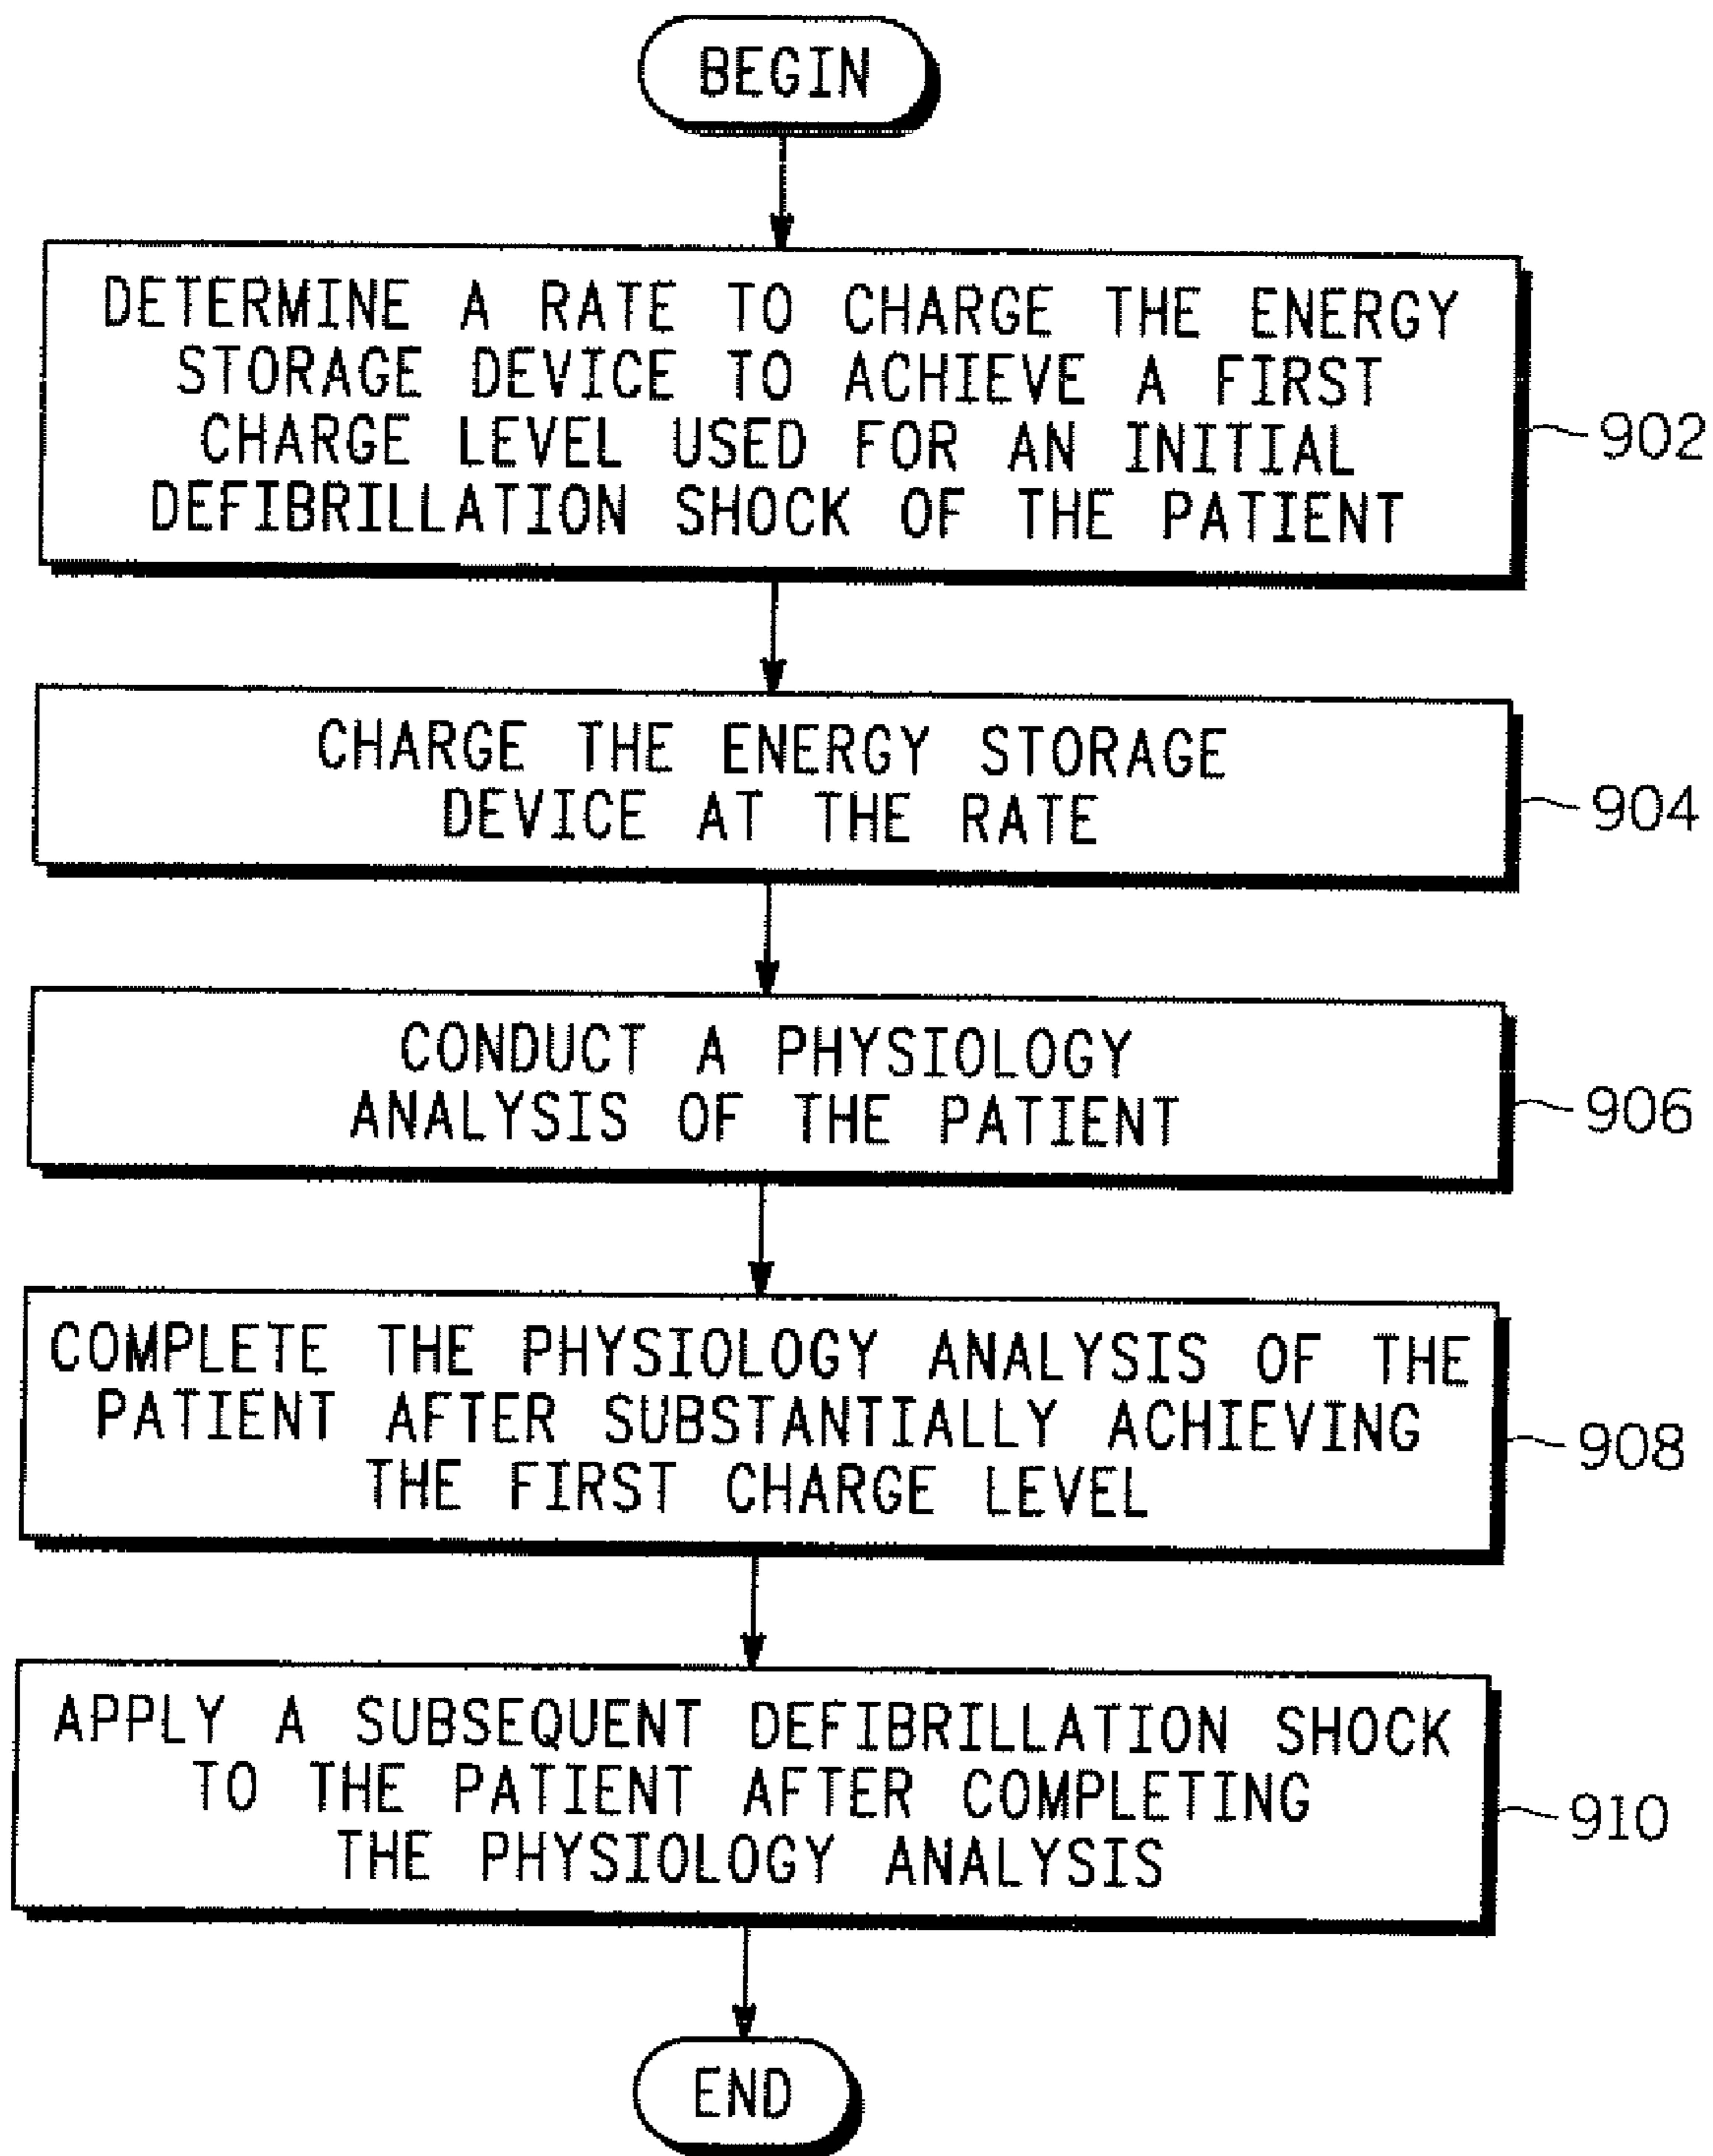 BEGIN
DETERMINE A RATE TO CHARGE THE ENERGY
STORAGE DEVICE TO ACHIEVE A FIRST
CHARGE LEVEL USED FOR AN INITIAL
DEFIBRILLATION SHOCK OF THE PATIENT
902
CHARGE THE ENERGY STORAGE
DEVICE AT THE RATE
904
CONDUCT A PHYSIOLOGY
ANALYSIS OF THE PATIENT
906
COMPLETE THE PHYSIOLOGY ANALYSIS OF THE
PATIENT AFTER SUBSTANTIALLY ACHIEVING
THE FIRST CHARGE LEVEL
908
APPLY A SUBSEQUENT DEFIBRILLATION SHOCK
TO THE PATIENT AFTER COMPLETING
THE PHYSIOLOGY ANALYSIS
910
END